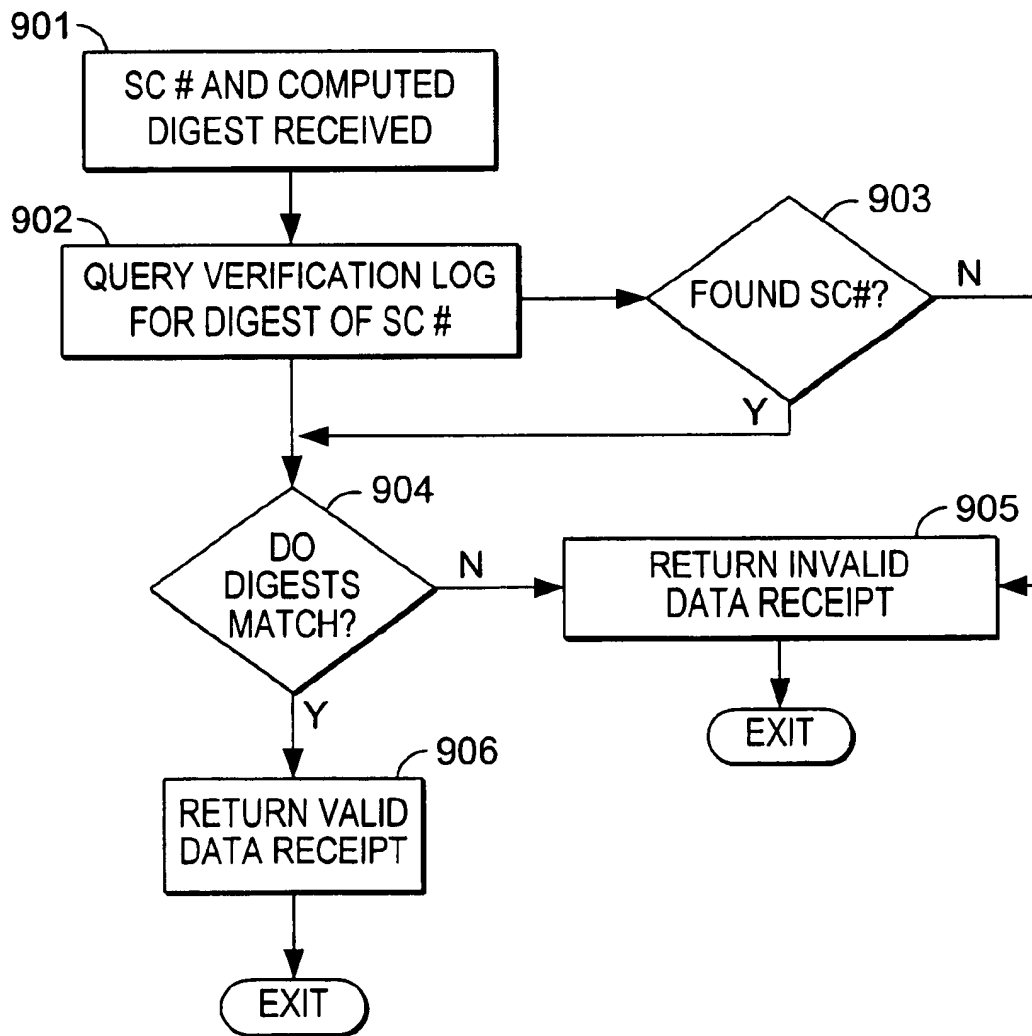 901
SC # AND COMPUTED
DIGEST RECEIVED
902
QUERY VERIFICATION LOG
FOR DIGEST OF SC #
903
FOUND SC#?
N
Y
904
DO
DIGESTS
MATCH?
N
Y
905
RETURN INVALID
DATA RECEIPT
EXIT
906
RETURN VALID
DATA RECEIPT
EXIT